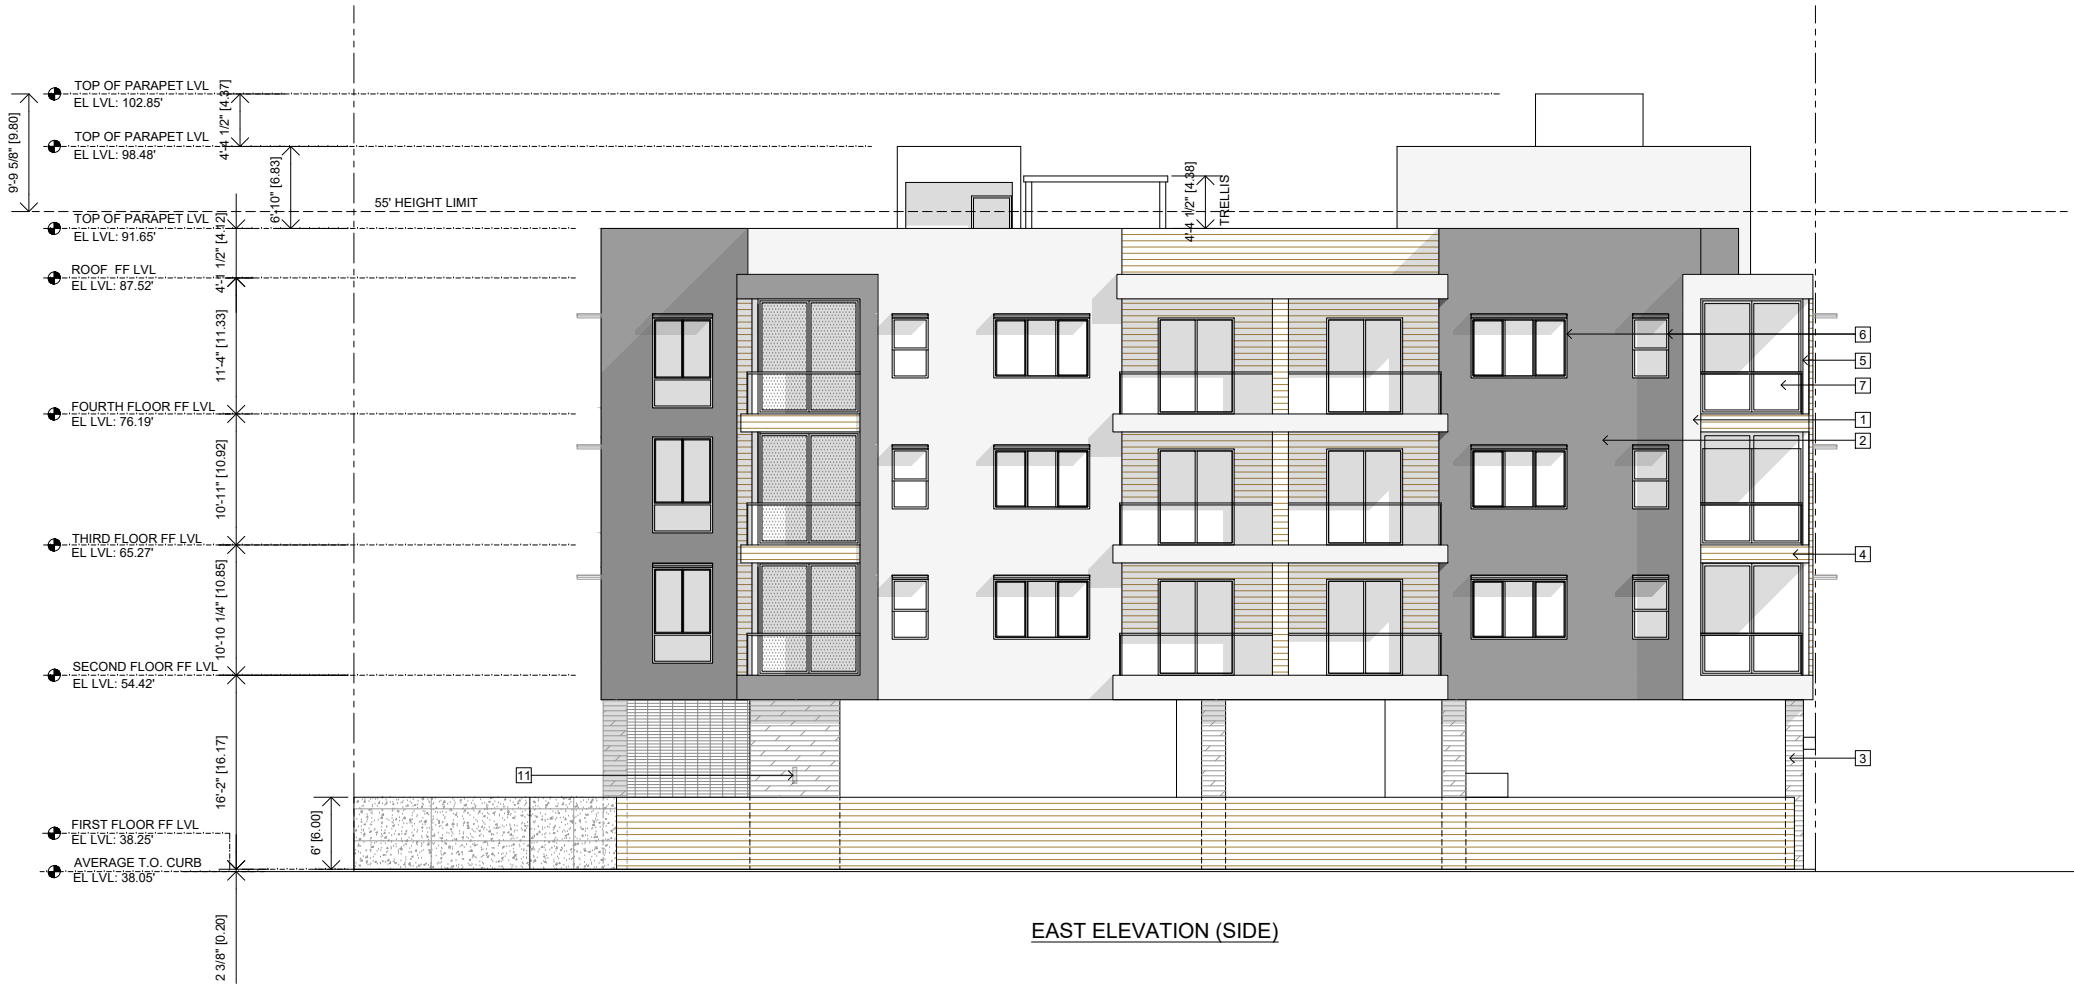 TOP OF PARAPET LVL
EL LVL: 102.85'
4'-4 1/2" [4.37]
9'-9 5/8" [9.80]
TOP OF PARAPET LVL
EL LVL: 98.48'
6'-10" [6.83]
4'-4 1/2" [4.38]
TRELLIS
55' HEIGHT LIMIT
TOP OF PARAPET LVL
EL LVL: 91.65'
4'-1 1/2" [4.12]
ROOF FF LVL
EL LVL: 87.52'
11'-4" [11.33]
6
5
7
FOURTH FLOOR FF LVL
EL LVL: 76.19'
1
2
10'-11" [10.92]
THIRD FLOOR FF LVL
EL LVL: 65.27'
4
10'-10 1/4" [10.85]
SECOND FLOOR FF LVL
EL LVL: 54.42'
16'-2" [16.17]
11
3
6' [6.00]
FIRST FLOOR FF LVL
EL LVL: 38.25'
AVERAGE T.O. CURB
EL LVL: 38.05'
2 3/8" [0.20]
EAST ELEVATION (SIDE)